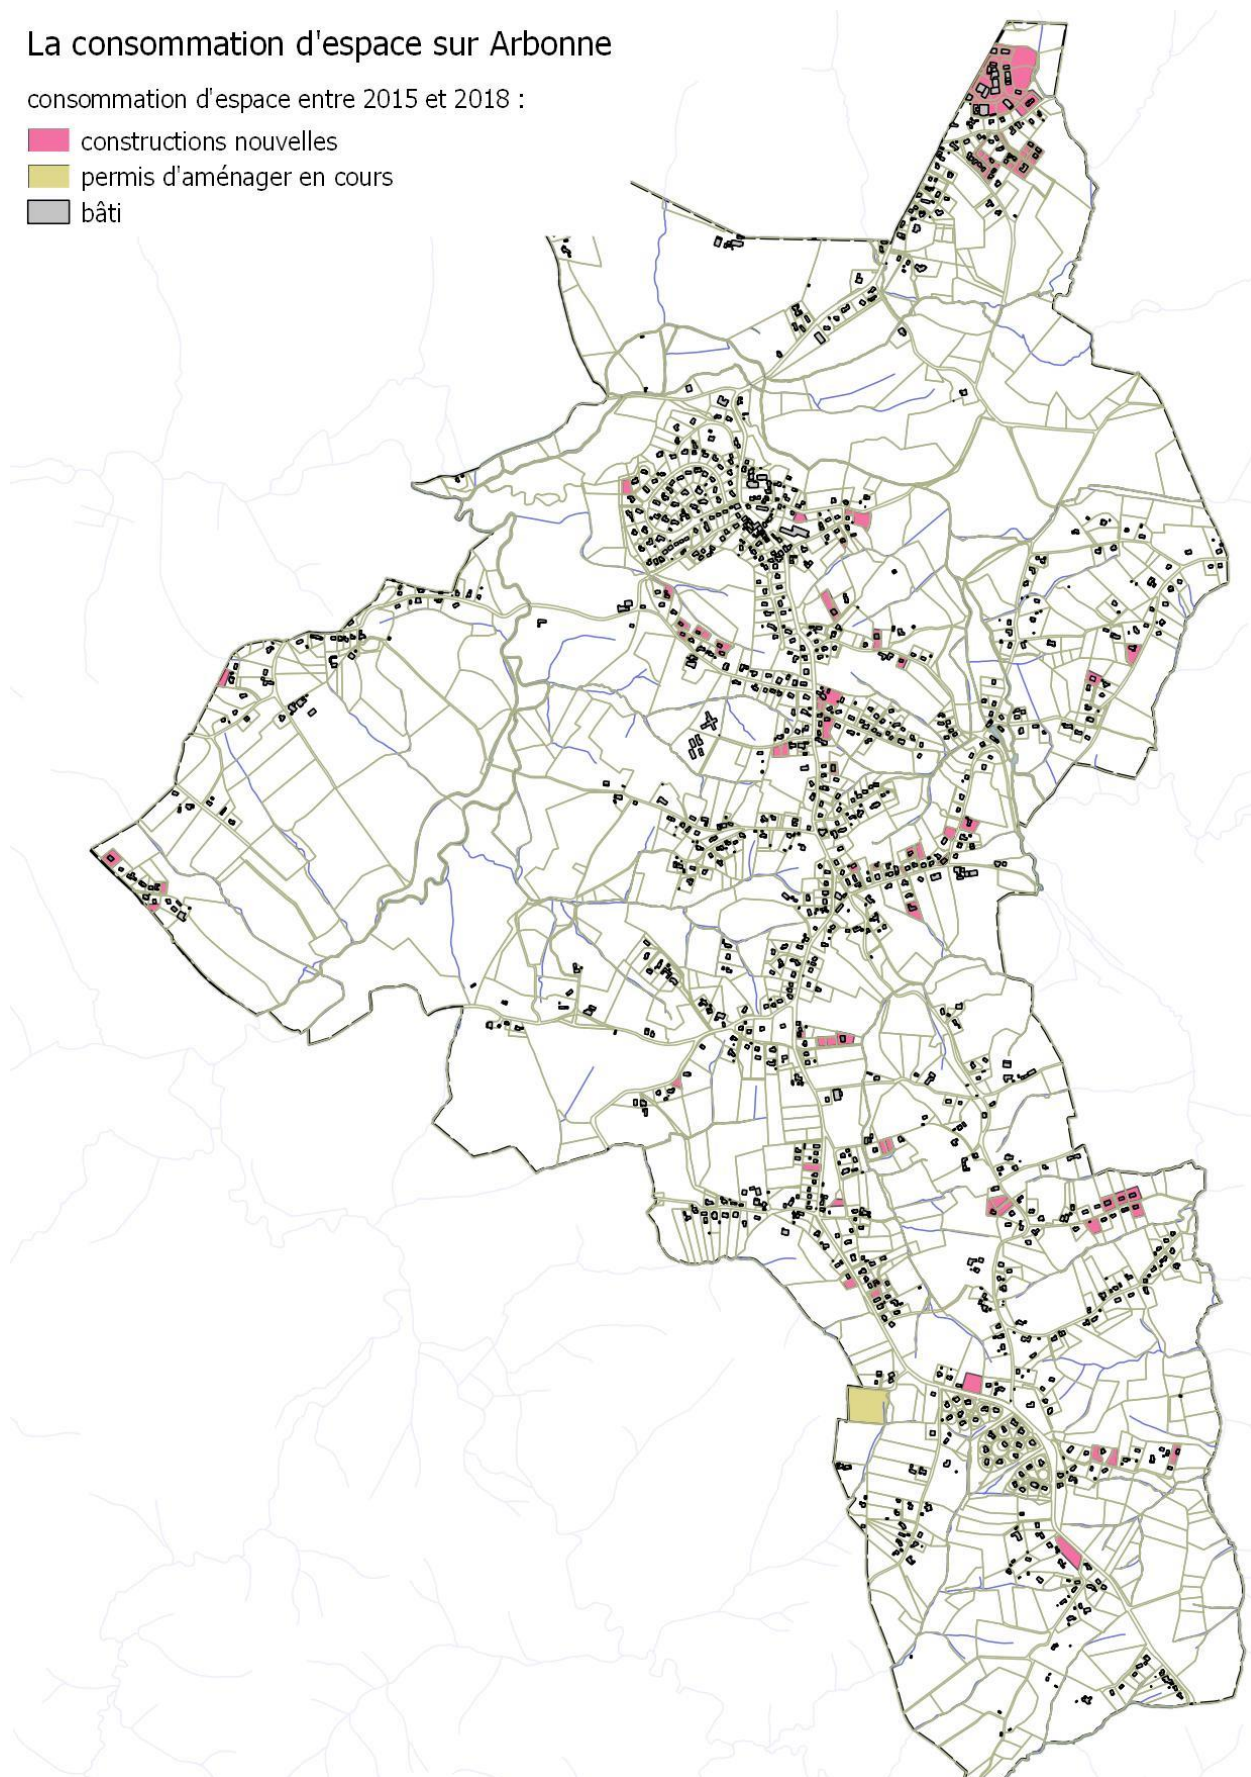 La consommation d'espace sur Arbonne
consommation d'espace entre 2015 et 2018 :
constructions nouvelles
permis d'aménager en cours
bâti